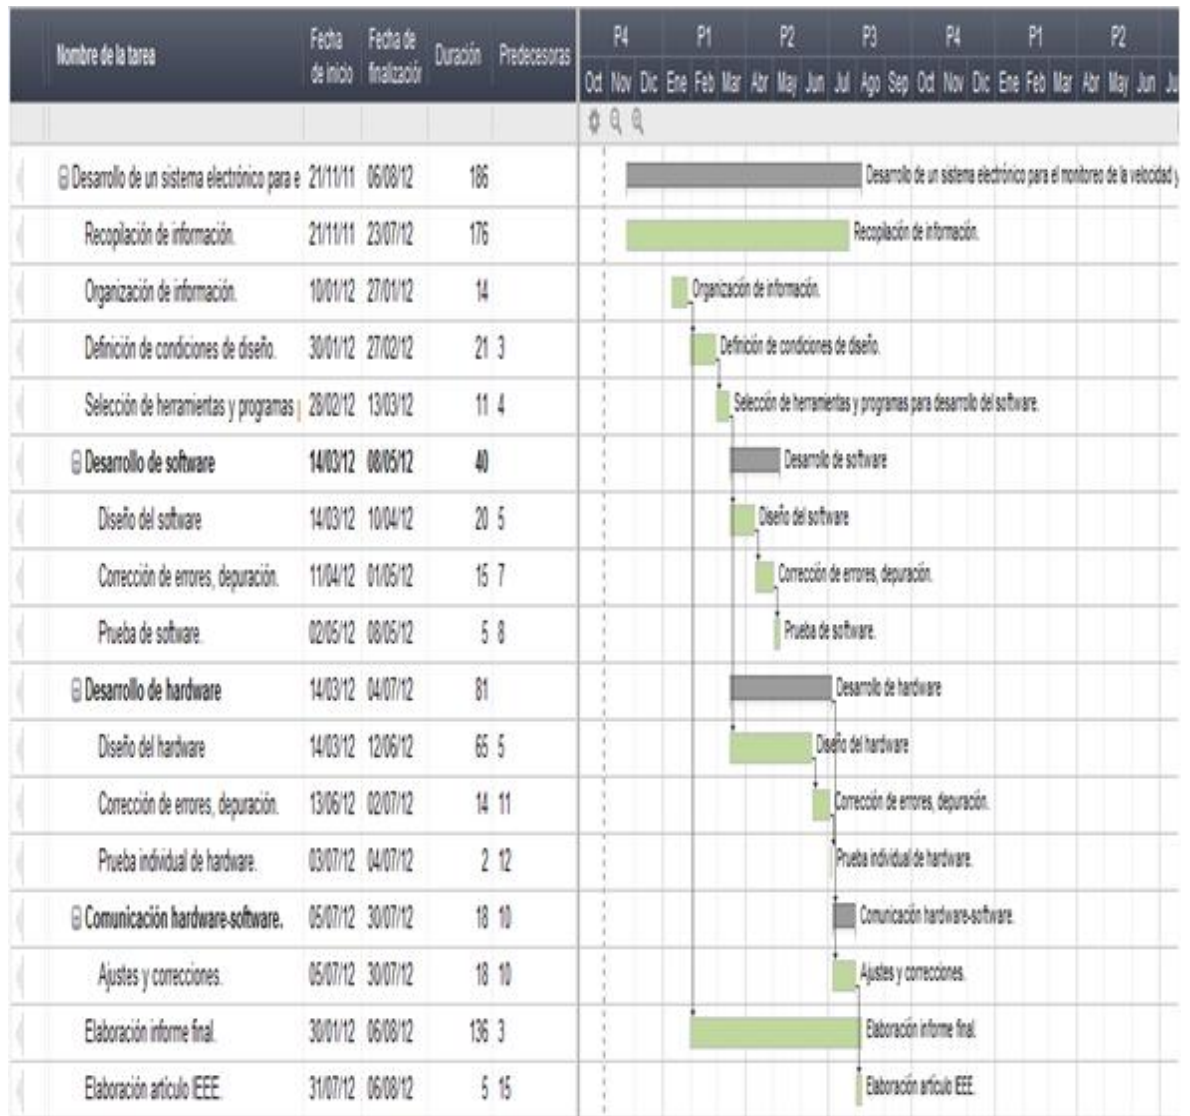 Nombre de la tarea Fecha de inicio Fecha de finalización Duración Predecesoras
P4 P1 P2 P3 P4 P1 P2
Oct Nov Dic Ene Feb Mar Abr May Jun Jul Ago Sep Oct Nov Dic Ene Feb Mar Abr May Jun Ju
Desarrollo de un sistema electrónico para e 21/11/11 06/08/12 186 Desarrollo de un sistema electrónico para el monitoreo de la velocidad y
Recopilación de información. 21/11/11 23/07/12 176 Recopilación de información.
Organización de información. 10/01/12 27/01/12 14 Organización de información.
Definición de condiciones de diseño. 30/01/12 27/02/12 21 3 Definición de condiciones de diseño.
Selección de herramientas y programas 28/02/12 13/03/12 11 4 Selección de herramientas y programas para desarrollo del software.
Desarrollo de software 14/03/12 08/05/12 40 Desarrollo de software
Diseño del software 14/03/12 10/04/12 20 5 Diseño del software
Corrección de errores, depuración. 11/04/12 01/05/12 15 7 Corrección de errores, depuración.
Prueba de software. 02/05/12 08/05/12 5 8 Prueba de software.
Desarrollo de hardware 14/03/12 04/07/12 81 Desarrollo de hardware
Diseño del hardware 14/03/12 12/06/12 65 5 Diseño del hardware
Corrección de errores, depuración. 13/06/12 02/07/12 14 11 Corrección de errores, depuración.
Prueba individual de hardware. 03/07/12 04/07/12 2 12 Prueba individual de hardware.
Comunicación hardware-software. 05/07/12 30/07/12 18 10 Comunicación hardware-software.
Ajustes y correcciones. 05/07/12 30/07/12 18 10 Ajustes y correcciones.
Elaboración informe final. 30/01/12 06/08/12 136 3 Elaboración informe final.
Elaboración artículo IEEE. 31/07/12 06/08/12 5 15 Elaboración artículo IEEE.